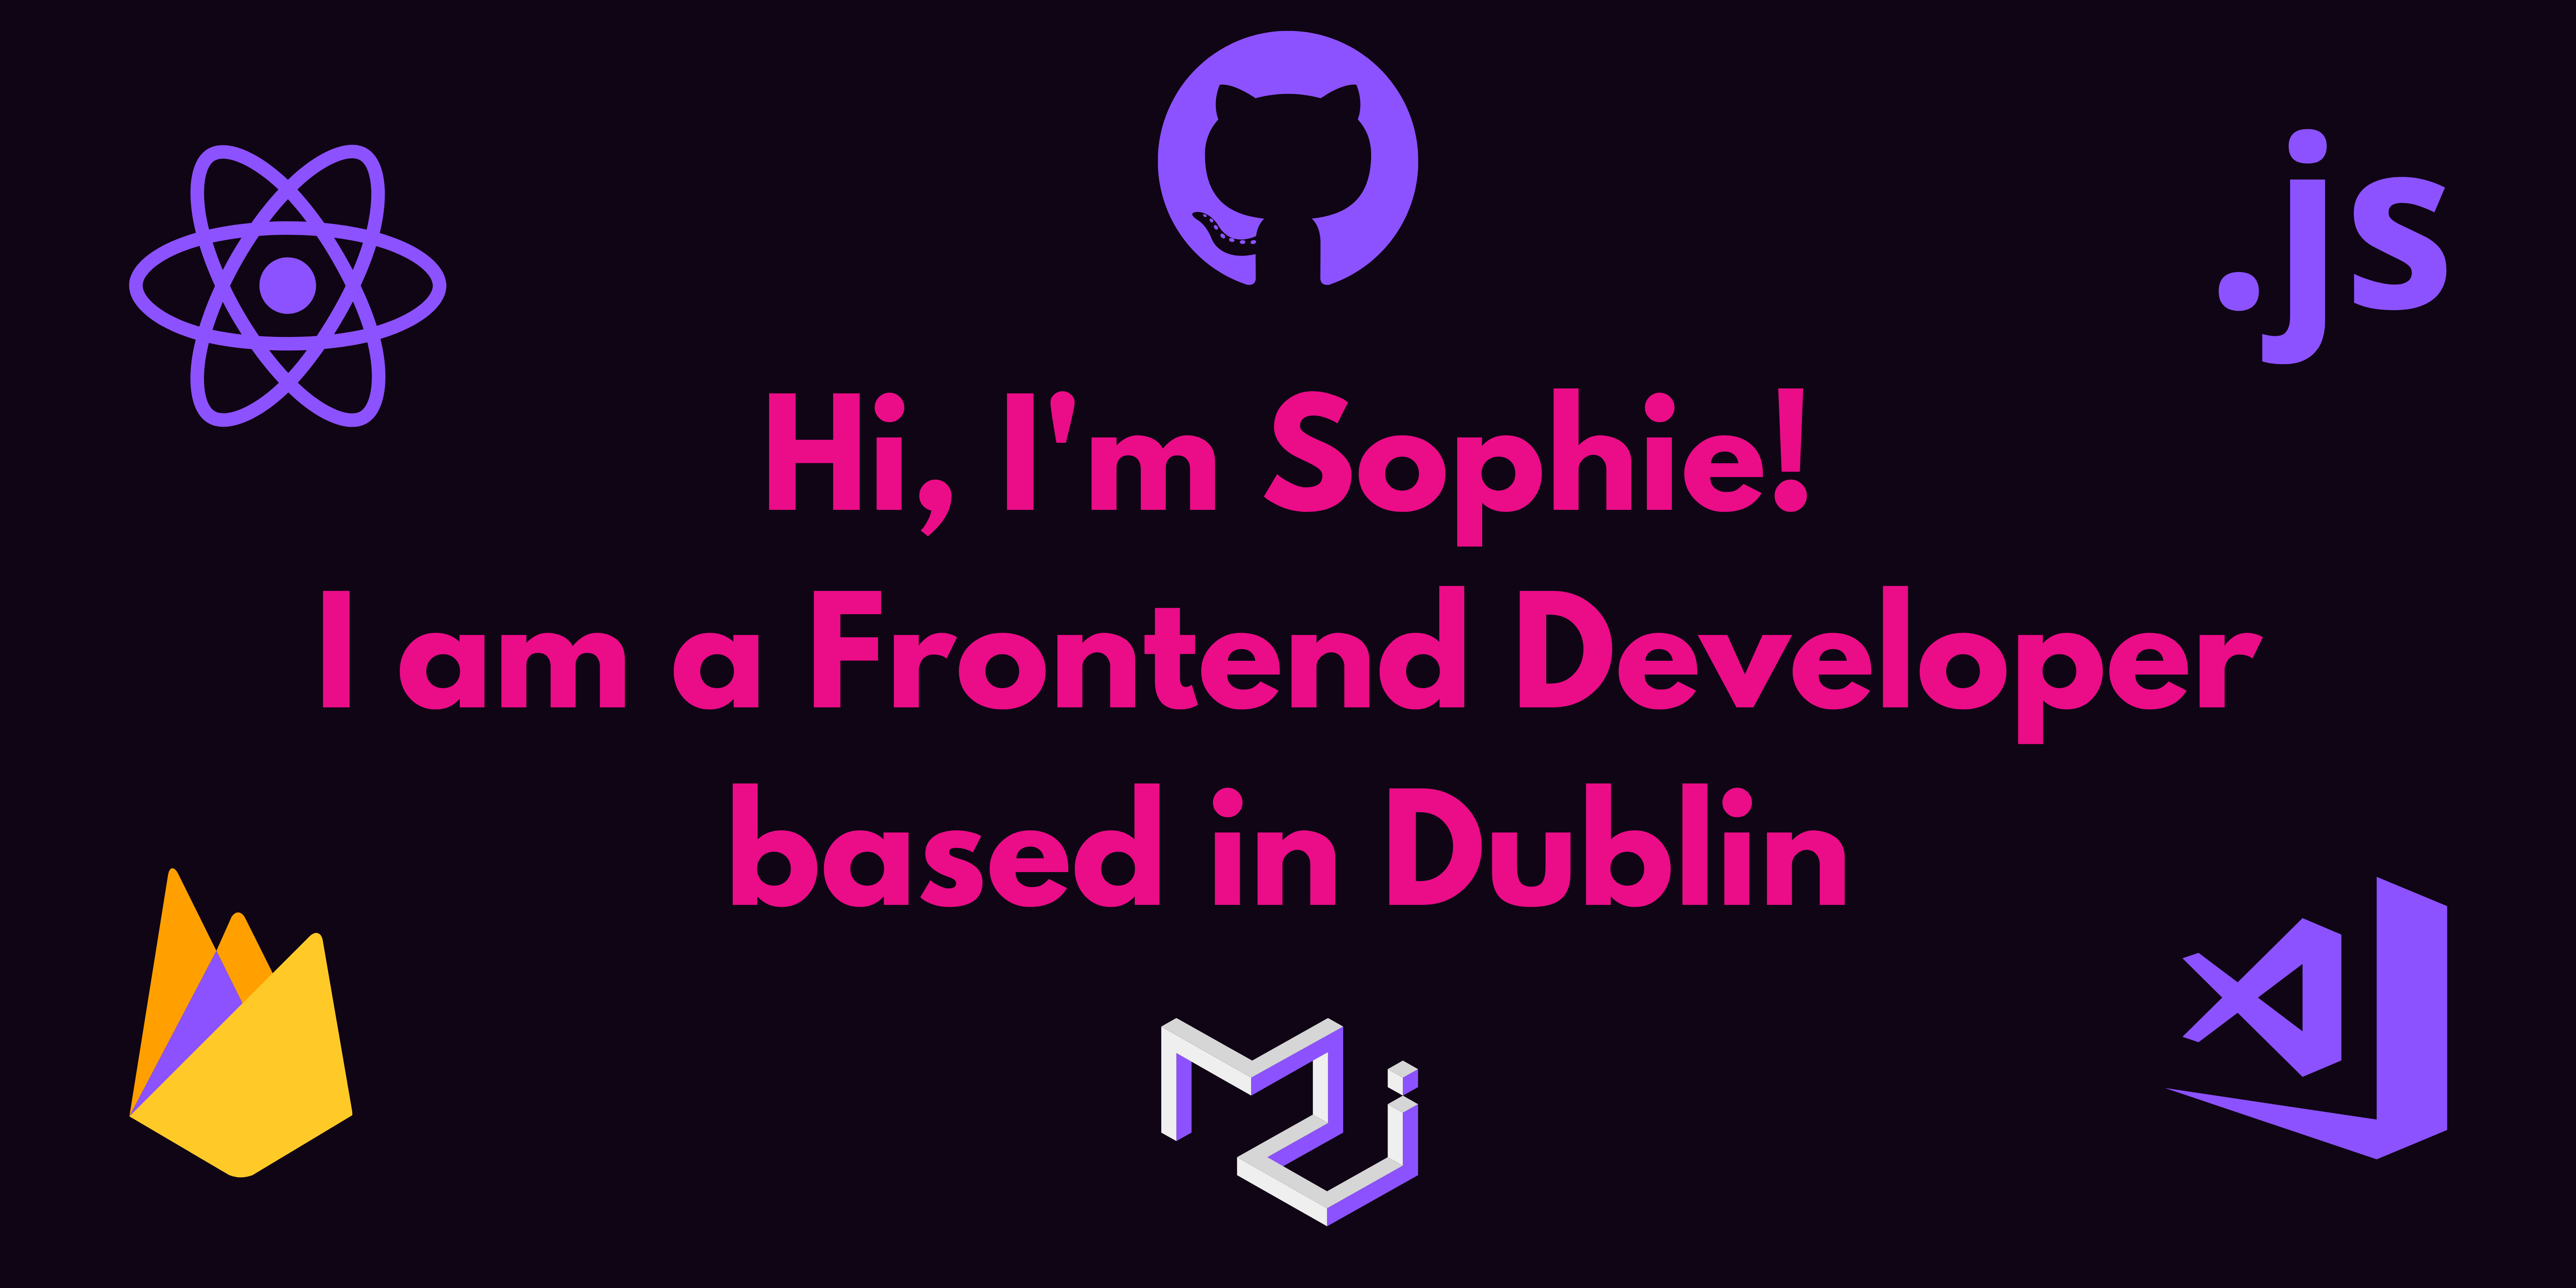 .js
Hi, I'm Sophie!
I am a Frontend Developer
based in Dublin